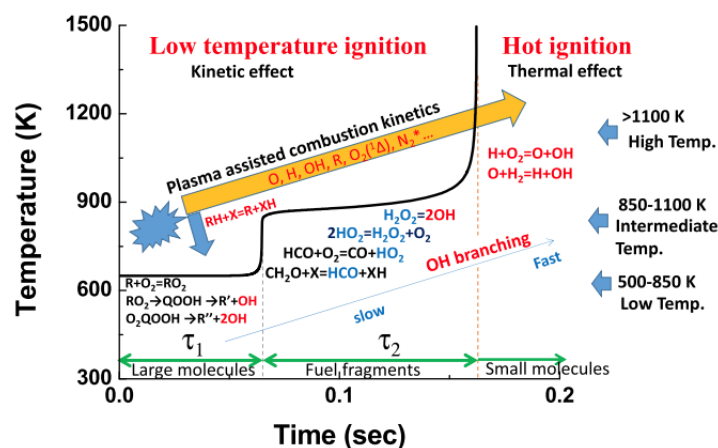 Low temperature ignition
Hot ignition
Kinetic effect
Thermal effect
1500
1200
900
600
300
Temperature (K)
Plasma assisted combustion kinetics
O, H, OH, R, O₂(¹Δ), N₂*...
RH+X=R+XH
>1100 K
High Temp.
H+O₂=O+OH
O+H₂=H+OH
850-1100 K
Intermediate
Temp.
H₂O₂=2OH
2HO₂=H₂O₂+O₂
HCO+O₂=CO+HO₂
CH₂O+X=HCO+XH
OH branching
Fast
slow
500-850 K
Low Temp.
R+O₂=RO₂
RO₂→QOOH →R'+OH
O₂QOOH →R''+2OH
τ₁
τ₂
Large molecules
Fuel fragments
Small molecules
0.0
0.1
0.2
Time (sec)